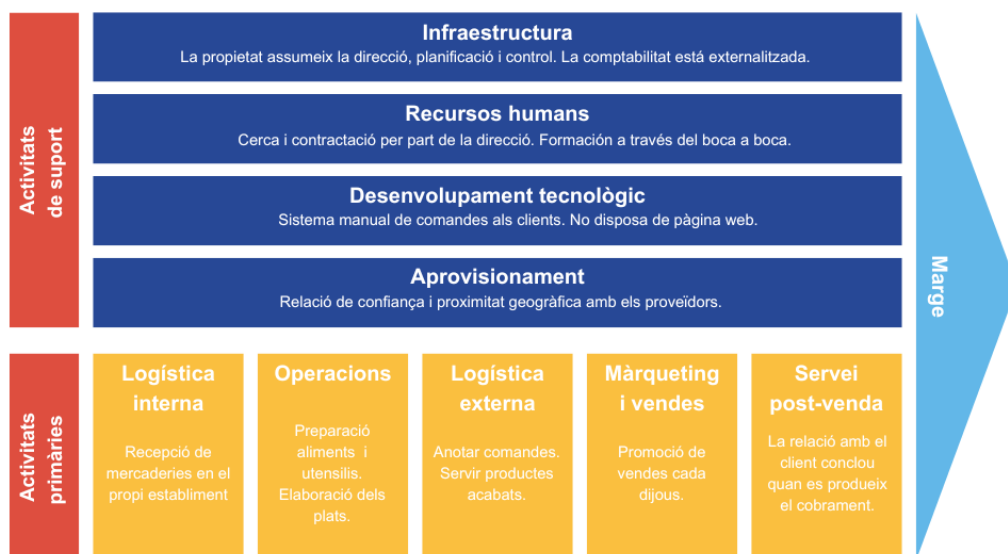 Activitats
de suport
Infraestructura
La propietat assumeix la direcció, planificació i control. La comptabilitat está externalitzada.
Recursos humans
Cerca i contractació per part de la direcció. Formación a través del boca a boca.
Desenvolupament tecnològic
Sistema manual de comandes als clients. No disposa de pàgina web.
Aprovisionament
Relació de confiança i proximitat geogràfica amb els proveïdors.
Activitats
primàries
Logística
interna
Recepció de
mercaderies en el
propi establiment
Operacions
Preparació
aliments i
utensilis.
Elaboració dels
plats.
Logística
externa
Anotar comandes.
Servir productes
acabats.
Màrqueting
i vendes
Promoció de
vendes cada
dijous.
Servei
post-venda
La relació amb el
client conclou
quan es produeix
el cobrament.
Marge